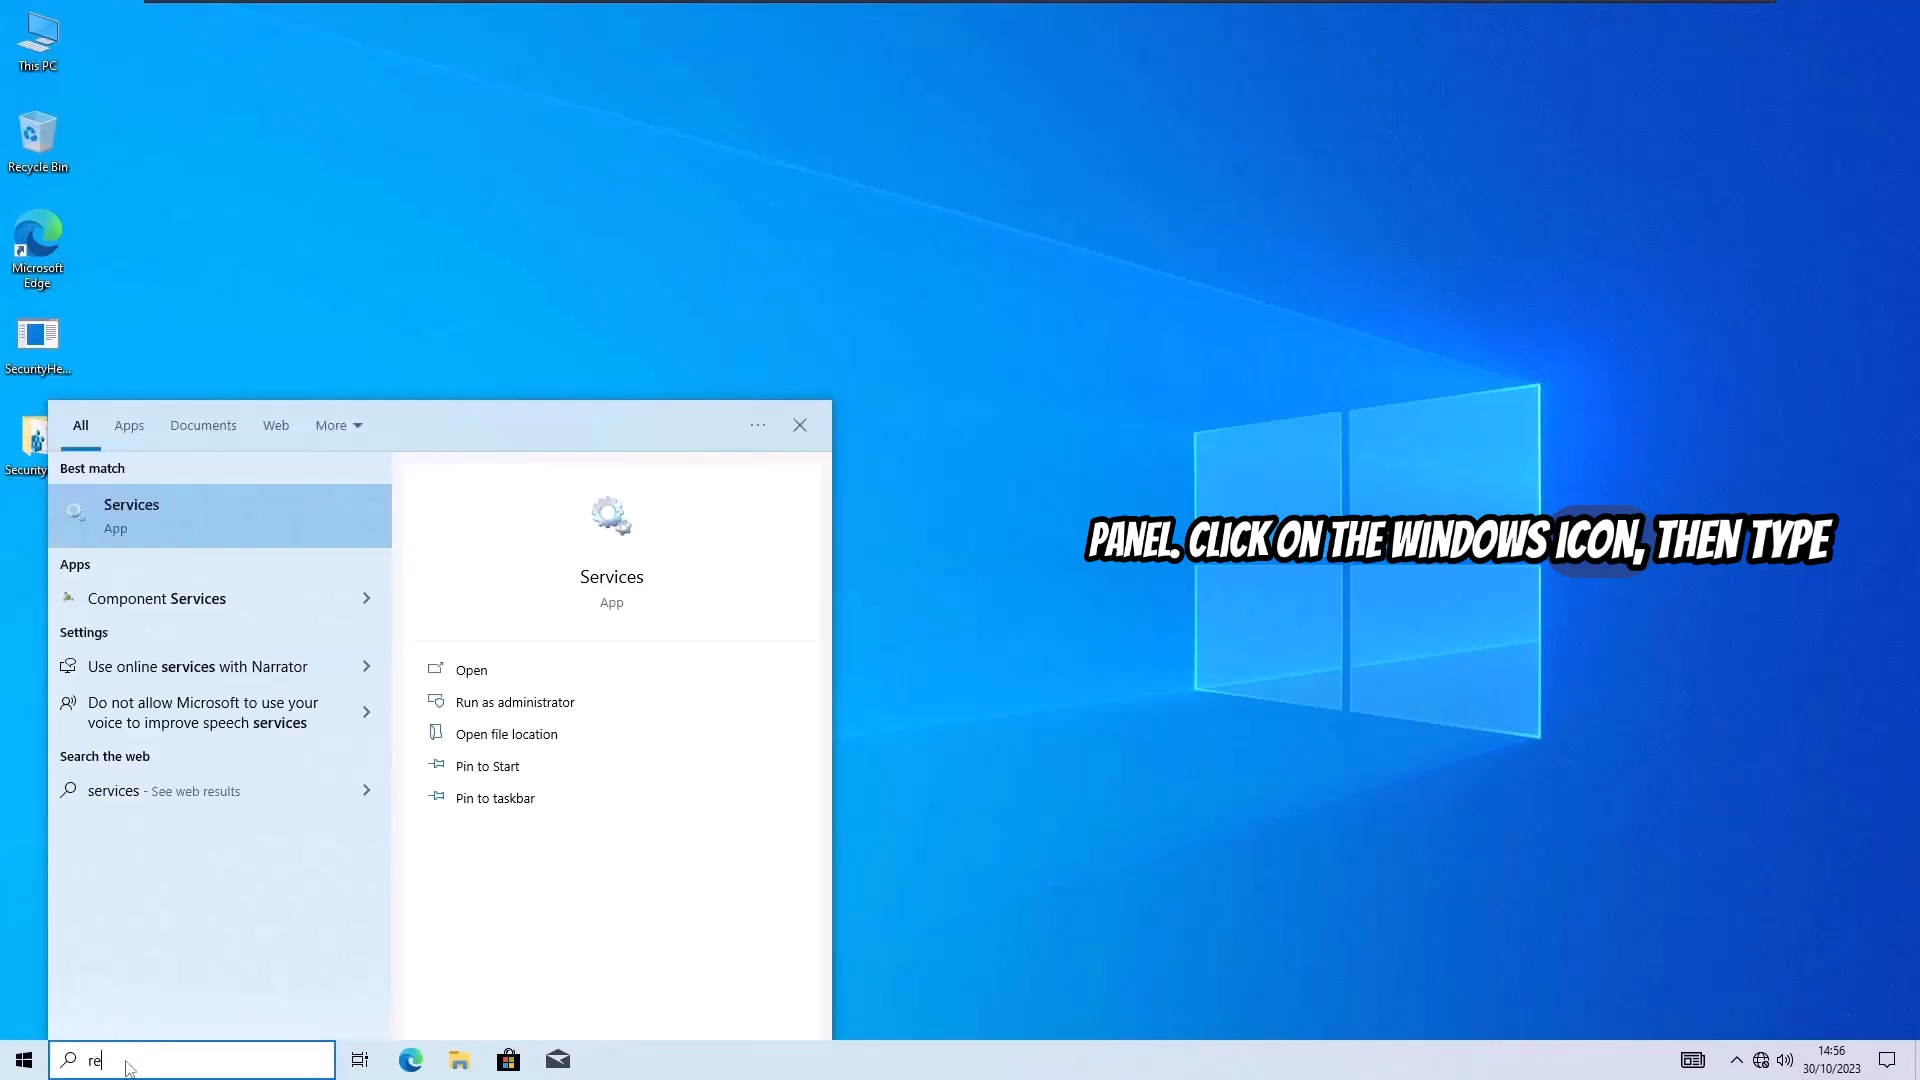 This PC
Recycle Bin
Microsoft
Edge
SecurityHe...
Security
All
Apps
Documents
Web
More
Best match
Services
App
Apps
Component Services
Settings
Use online services with Narrator
Do not allow Microsoft to use your
voice to improve speech services
Search the web
services - See web results
Services
App
Open
Run as administrator
Open file location
Pin to Start
Pin to taskbar
PANEL. CLICK ON THE WINDOWS ICON, THEN TYPE
re
14:56
30/10/2023